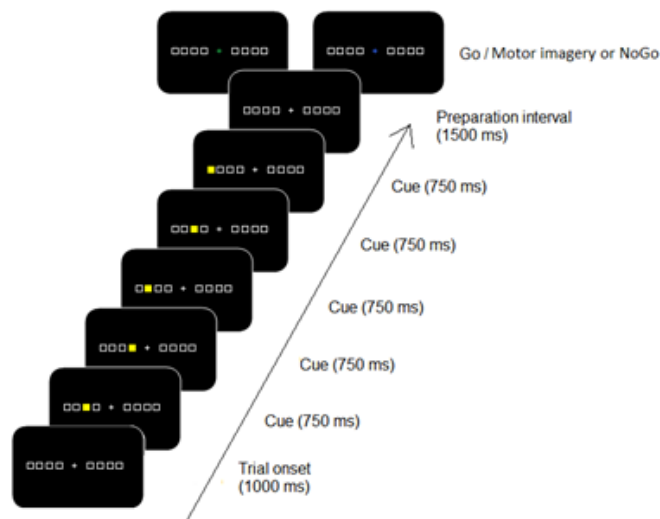 Go / Motor imagery or NoGo
Preparation interval
(1500 ms)
Cue (750 ms)
Cue (750 ms)
Cue (750 ms)
Cue (750 ms)
Cue (750 ms)
Trial onset
(1000 ms)